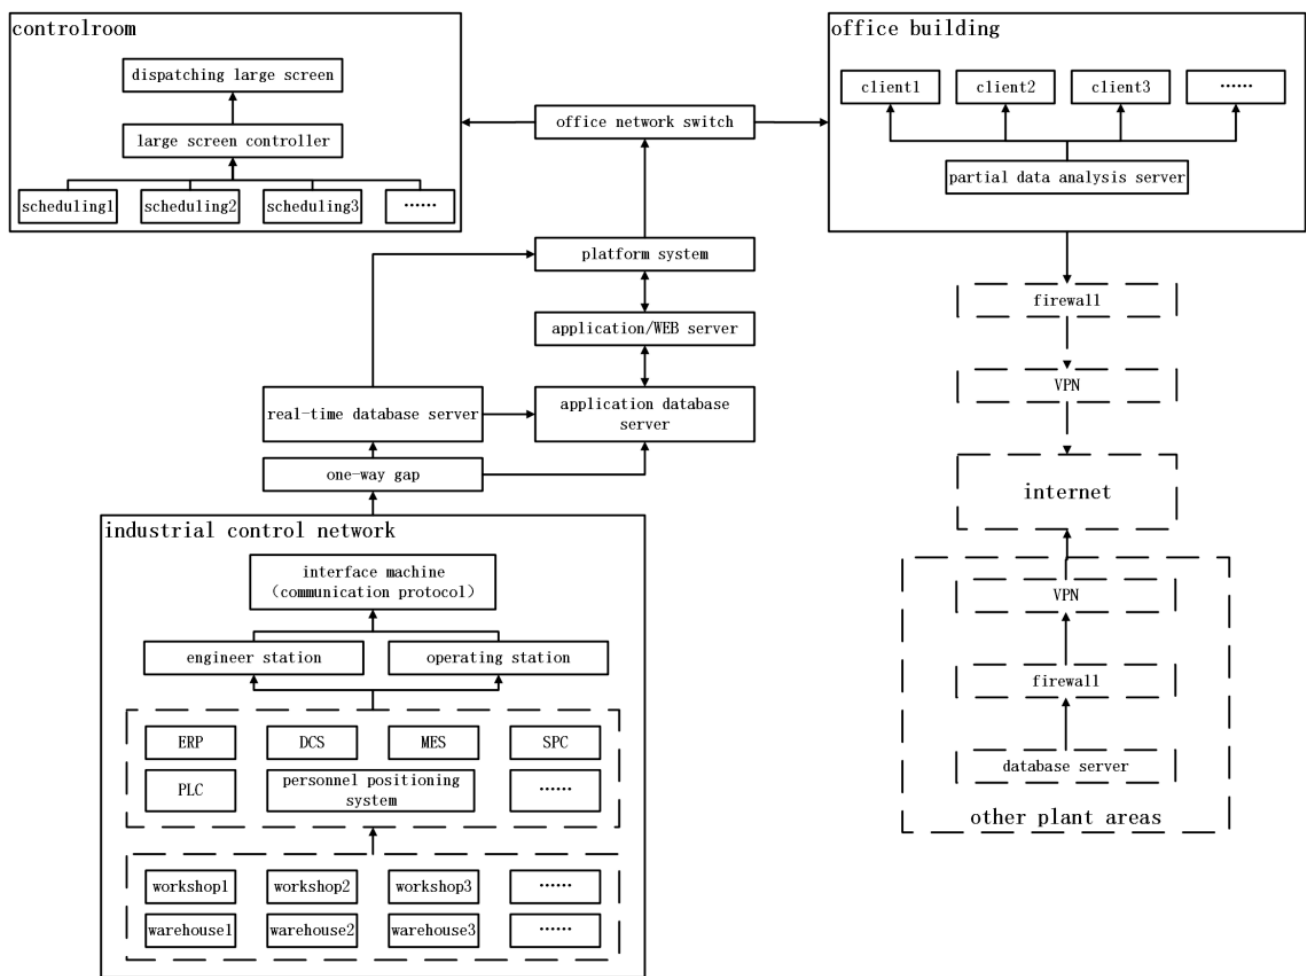 controlroom
dispatching large screen
large screen controller
scheduling1
scheduling2
scheduling3
……
office network switch
office building
client1
client2
client3
……
partial data analysis server
platform system
application/WEB server
real-time database server
application database
server
one-way gap
firewall
VPN
internet
industrial control network
interface machine
（communication protocol）
engineer station
operating station
ERP
DCS
MES
SPC
PLC
personnel positioning
system
……
workshop1
workshop2
workshop3
……
warehouse1
warehouse2
warehouse3
……
VPN
firewall
database server
other plant areas